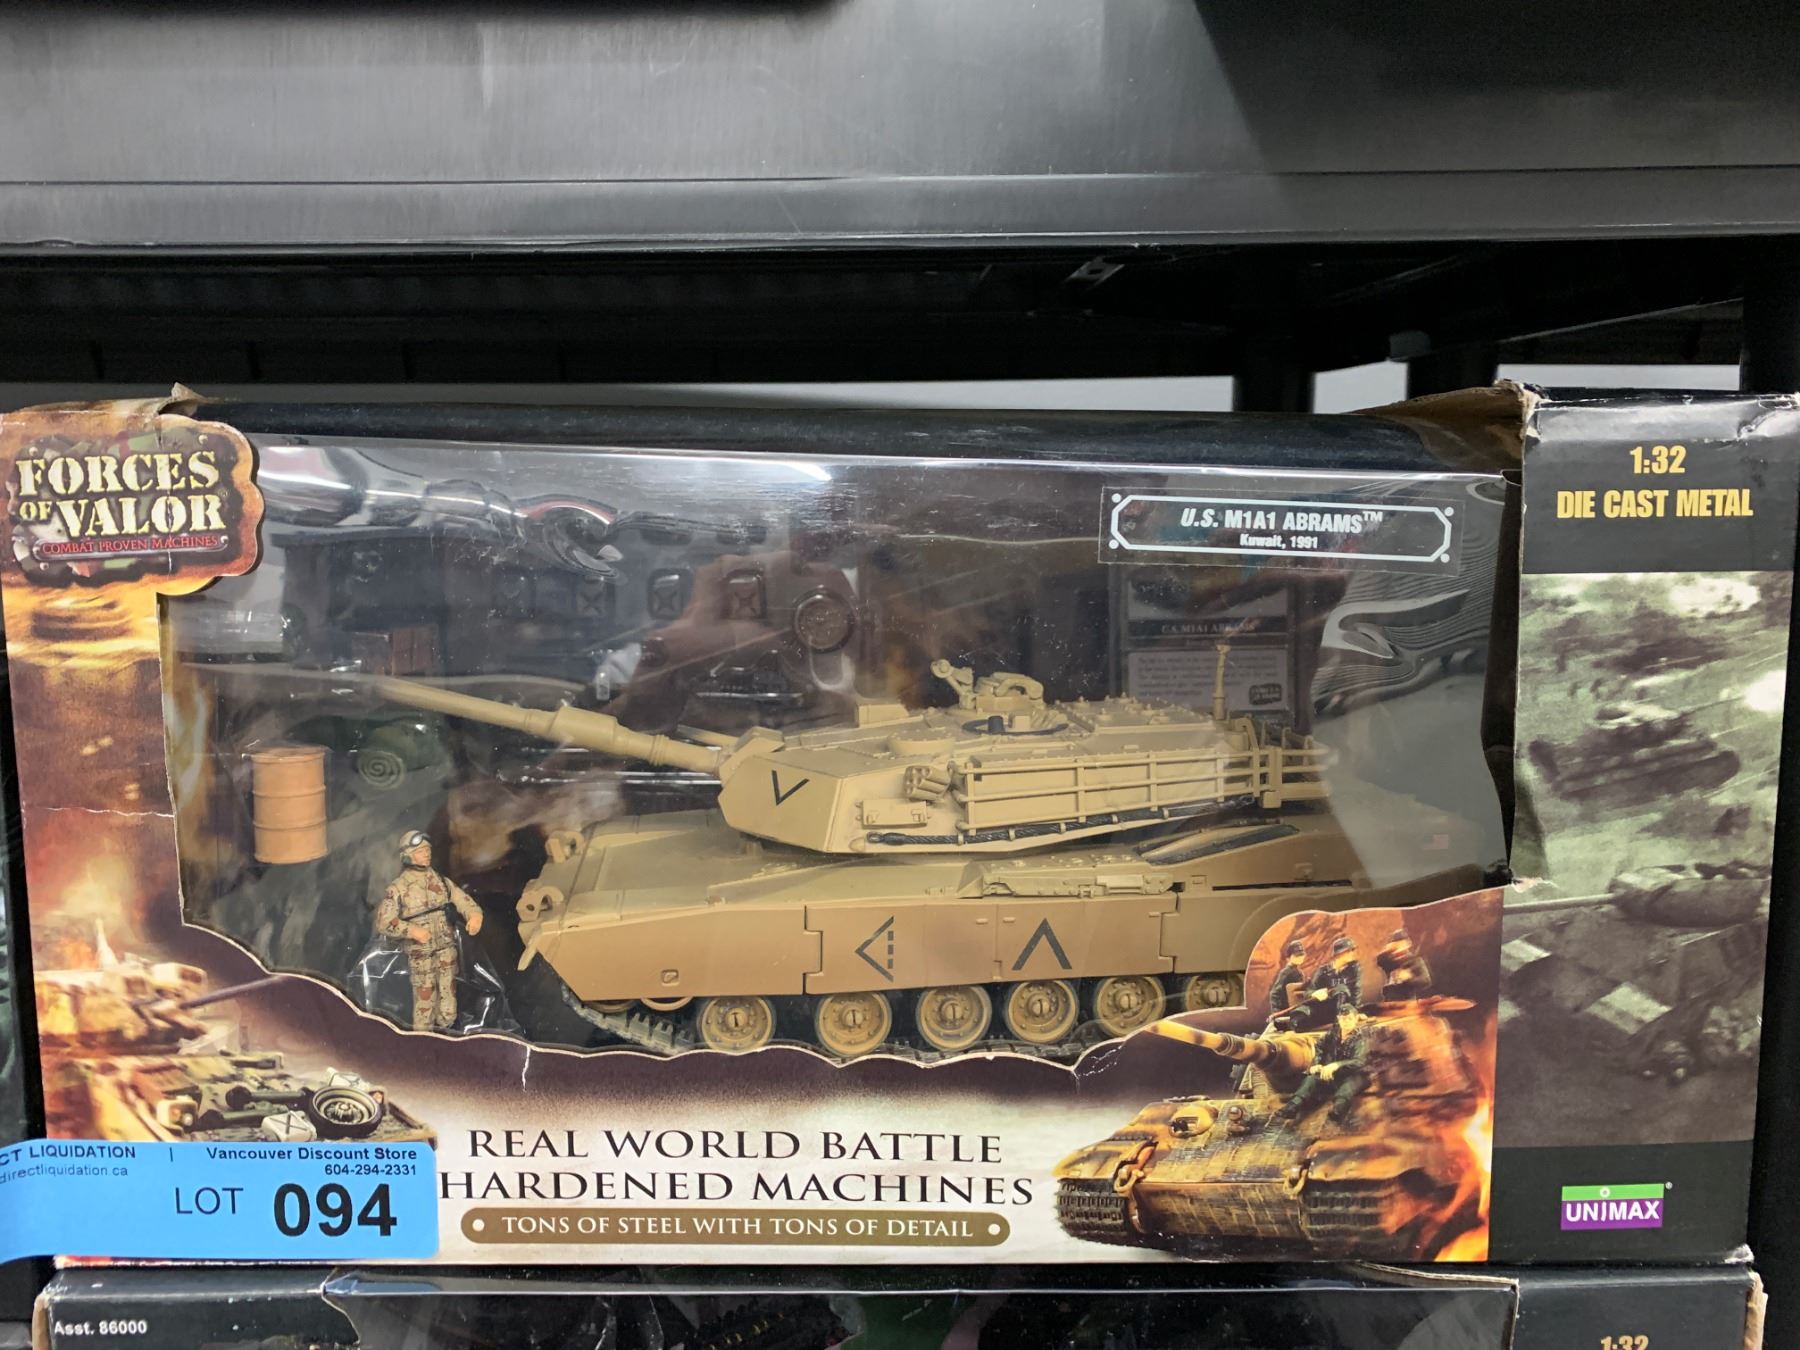 FORCES
OF VALOR
COMBAT PROVEN MACHINES
1:32
DIE CAST METAL
U.S. M1A1 ABRAMS™
Kuwait, 1991
U.S. M1A1 ABRAMS
V
REAL WORLD BATTLE
HARDENED MACHINES
TONS OF STEEL WITH TONS OF DETAIL
CT LIQUIDATION | Vancouver Discount Store
directliquidation.ca 604-294-2331
LOT 094
UNIMAX®
Asst. 86000
1:32